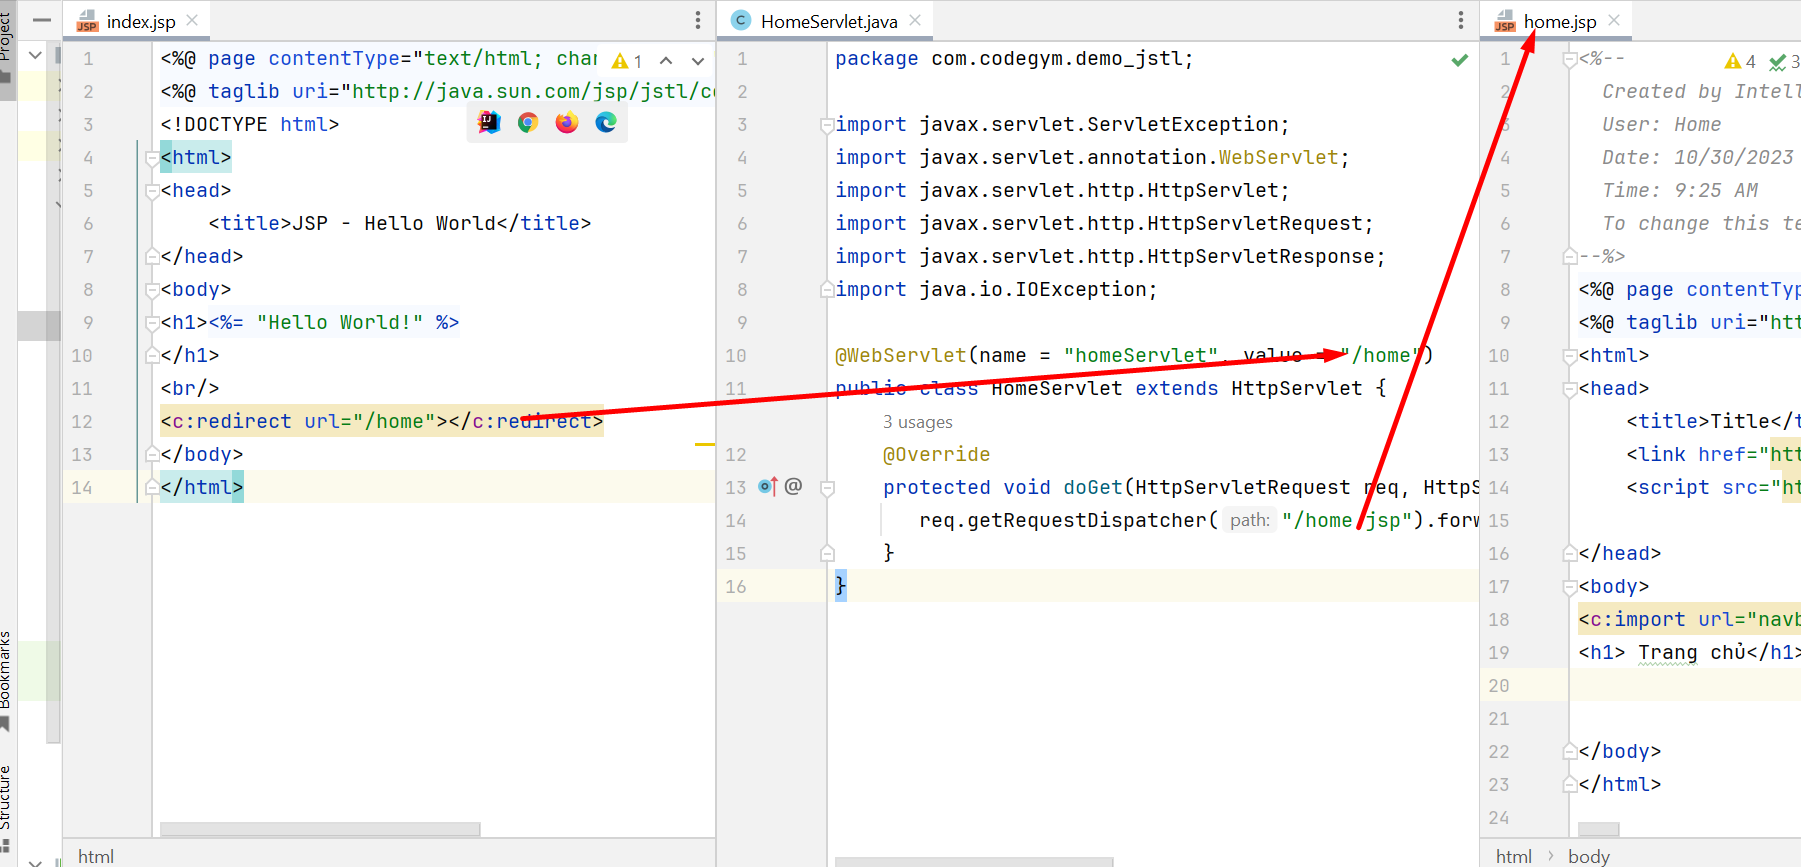 Project
index.jsp
1 <%@ page contentType="text/html; char 1
2 <%@ taglib uri="http://java.sun.com/jsp/jstl/co
3 <!DOCTYPE html>
4 <html>
5 <head>
6 <title>JSP - Hello World</title>
7 </head>
8 <body>
9 <h1><%= "Hello World!" %>
10 </h1>
11 <br/>
12 <c:redirect url="/home"></c:redirect>
13 </body>
14 </html>
html
Bookmarks
Structure
HomeServlet.java
1 package com.codegym.demo_jstl;
2
3 import javax.servlet.ServletException;
4 import javax.servlet.annotation.WebServlet;
5 import javax.servlet.http.HttpServlet;
6 import javax.servlet.http.HttpServletRequest;
7 import javax.servlet.http.HttpServletResponse;
8 import java.io.IOException;
9
10 @WebServlet(name = "homeServlet", value = "/home")
11 public class HomeServlet extends HttpServlet {
3 usages
12 @Override
13 protected void doGet(HttpServletRequest req, HttpS
14 req.getRequestDispatcher( path: "/home.jsp").forw
15 }
16 }
home.jsp
1 <%-- 4 3
2 Created by Intell
3 User: Home
4 Date: 10/30/2023
5 Time: 9:25 AM
6 To change this te
7 --%>
8 <%@ page contentTyp
9 <%@ taglib uri="htt
10 <html>
11 <head>
12 <title>Title</t
13 <link href="htt
14 <script src="ht
15
16 </head>
17 <body>
18 <c:import url="navb
19 <h1> Trang chủ</h1>
20
21
22 </body>
23 </html>
24
html > body